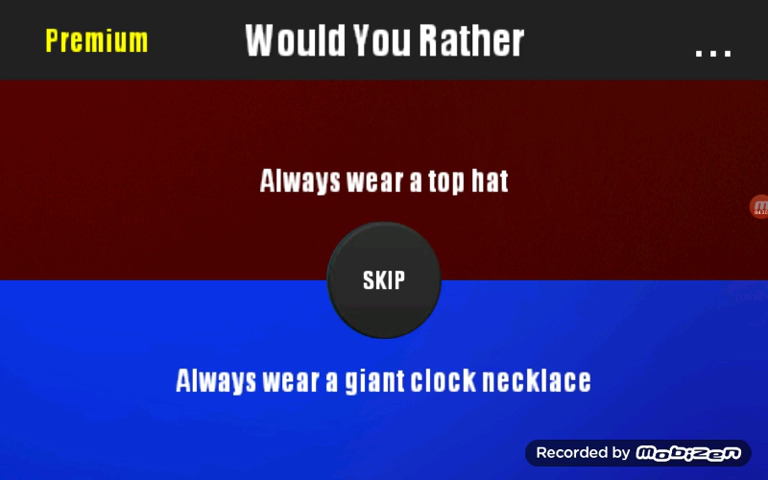 Premium
Would You Rather
...
Always wear a top hat
SKIP
Always wear a giant clock necklace
Recorded by mobizen